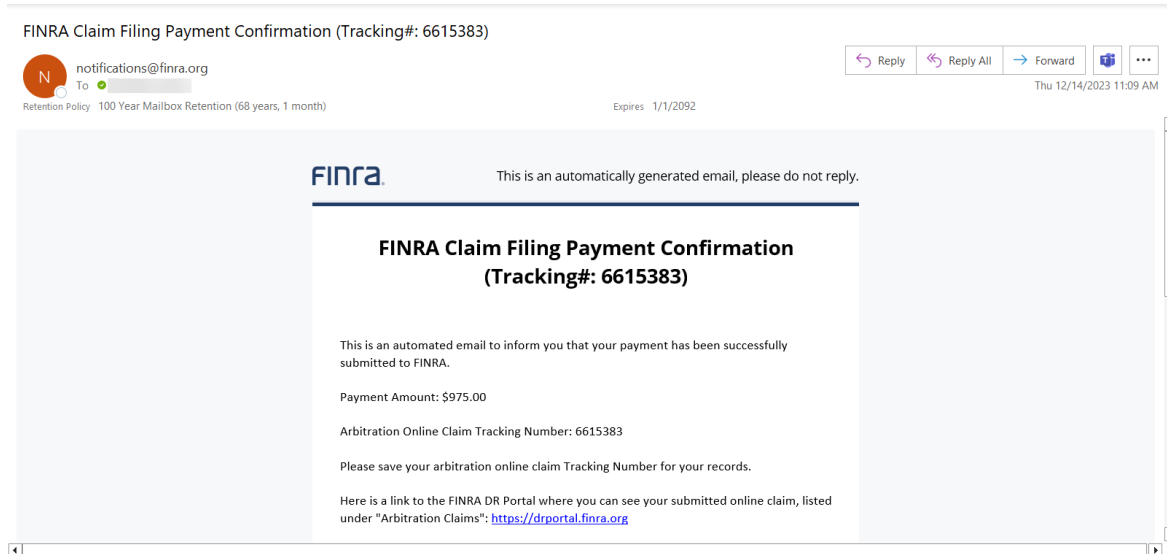 FINRA Claim Filing Payment Confirmation (Tracking#: 6615383)
N
notifications@finra.org
To
Reply
Reply All
Forward
Thu 12/14/2023 11:09 AM
Retention Policy 100 Year Mailbox Retention (68 years, 1 month)
Expires 1/1/2092
FINra.
This is an automatically generated email, please do not reply.
FINRA Claim Filing Payment Confirmation
(Tracking#: 6615383)
This is an automated email to inform you that your payment has been successfully
submitted to FINRA.
Payment Amount: $975.00
Arbitration Online Claim Tracking Number: 6615383
Please save your arbitration online claim Tracking Number for your records.
Here is a link to the FINRA DR Portal where you can see your submitted online claim, listed
under "Arbitration Claims": https://drportal.finra.org